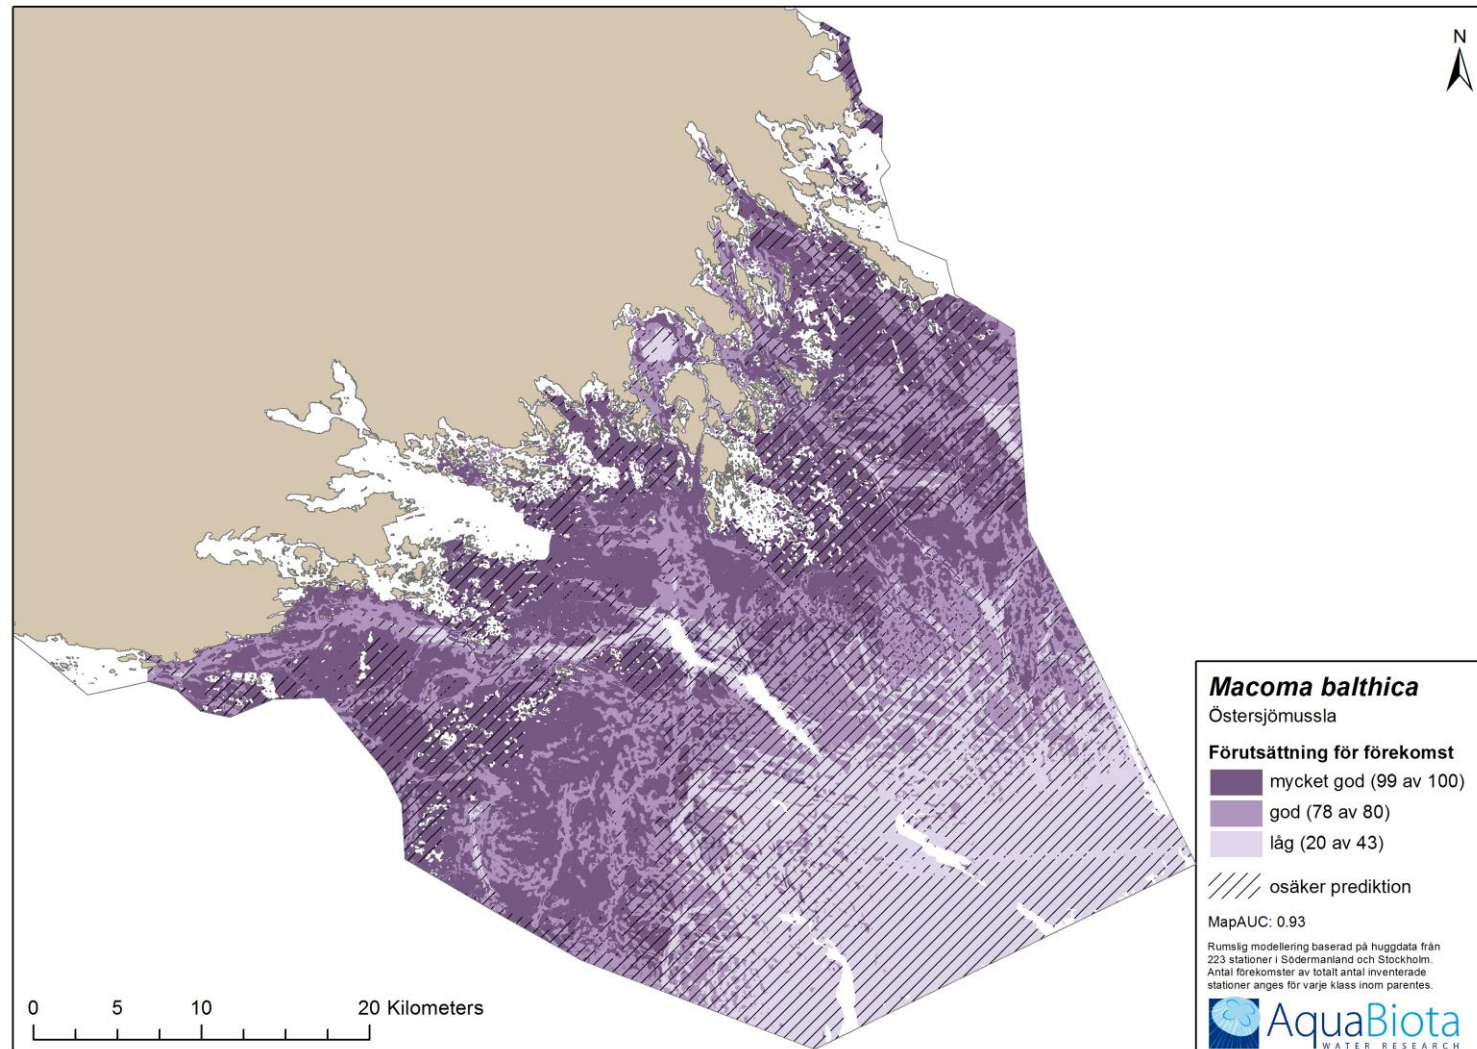 N
Macoma balthica
Östersjömussla
Förutsättning för förekomst
mycket god (99 av 100)
god (78 av 80)
låg (20 av 43)
osäker prediktion
MapAUC: 0.93
Rumslig modellering baserad på huggdata från
223 stationer i Södermanland och Stockholm.
Antal förekomster av totalt antal inventerade
stationer anges för varje klass inom parentes.
AquaBiota
WATER RESEARCH
0 5 10 20 Kilometers